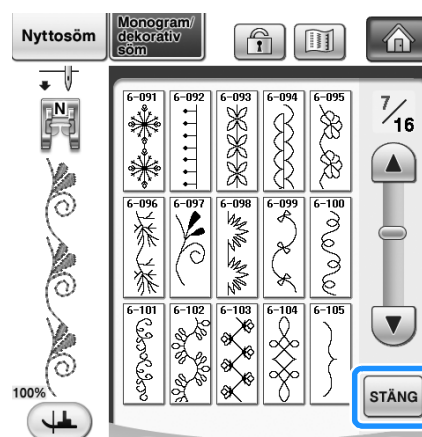 Nyttosöm
Monogram/
dekorativ
söm
N
6-091 6-092 6-093 6-094 6-095
7/16
6-096 6-097 6-098 6-099 6-100
6-101 6-102 6-103 6-104 6-105
100%
STÄNG